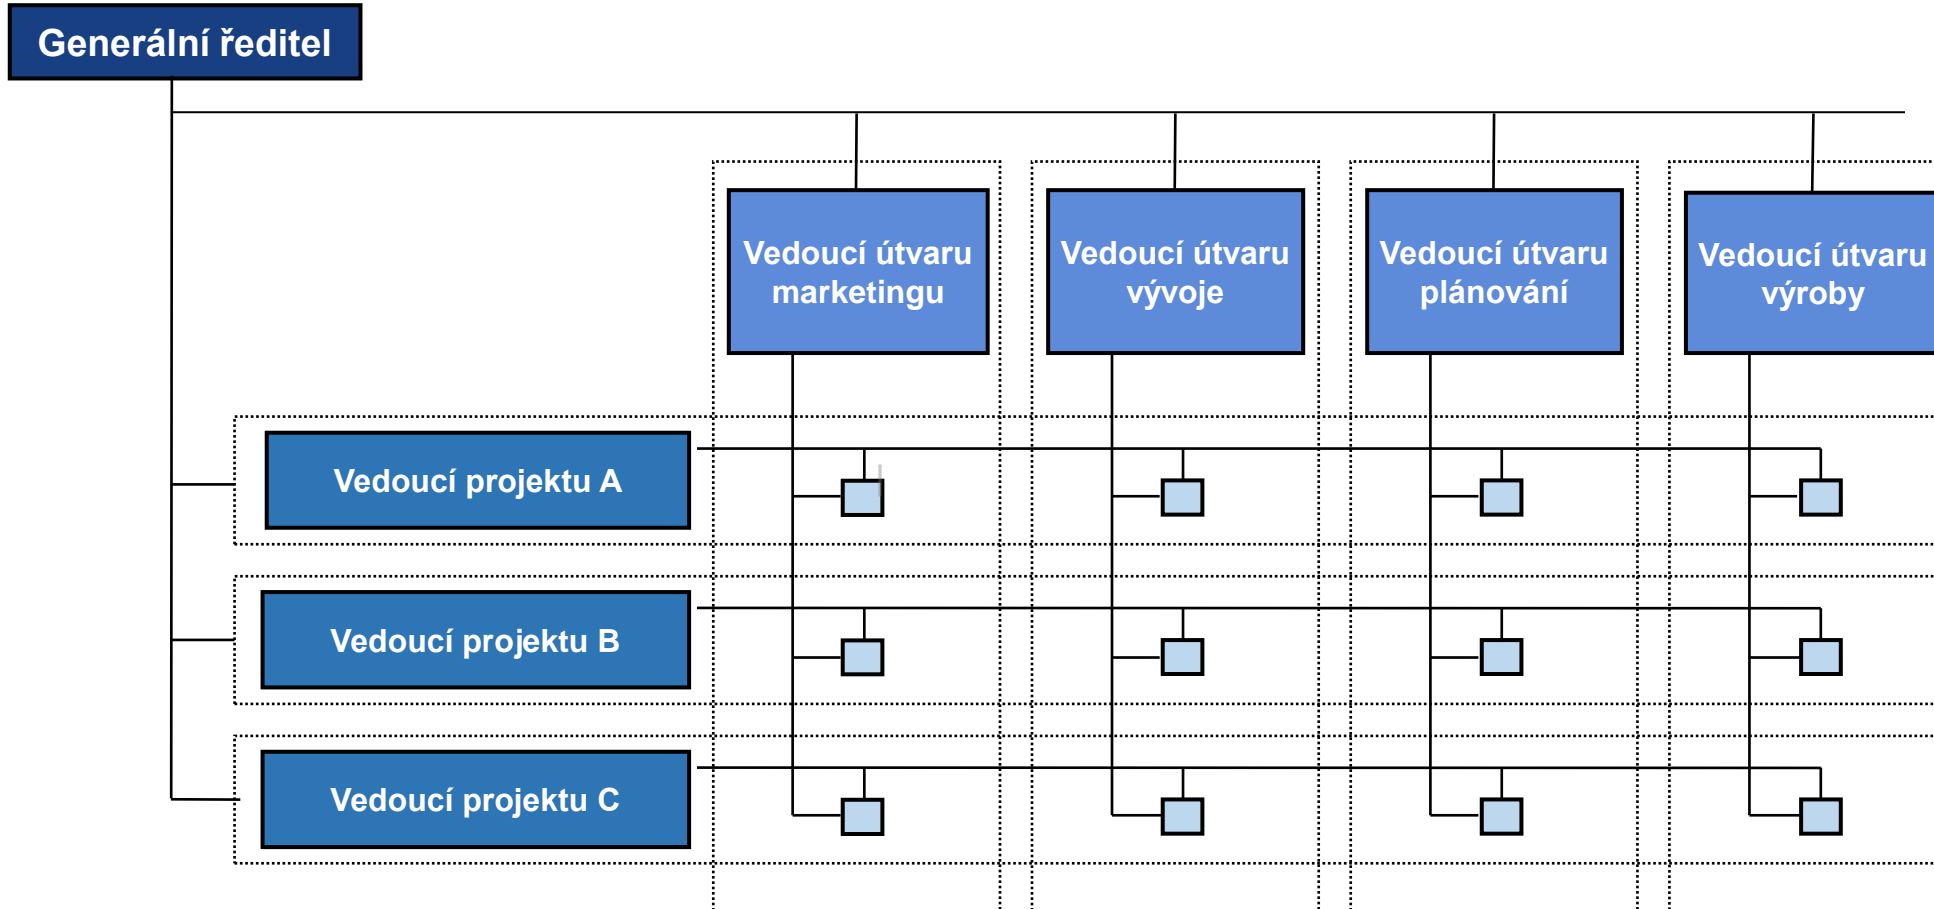 Generální ředitel
Vedoucí útvaru
marketingu
Vedoucí útvaru
vývoje
Vedoucí útvaru
plánování
Vedoucí útvaru
výroby
Vedoucí projektu A
Vedoucí projektu B
Vedoucí projektu C